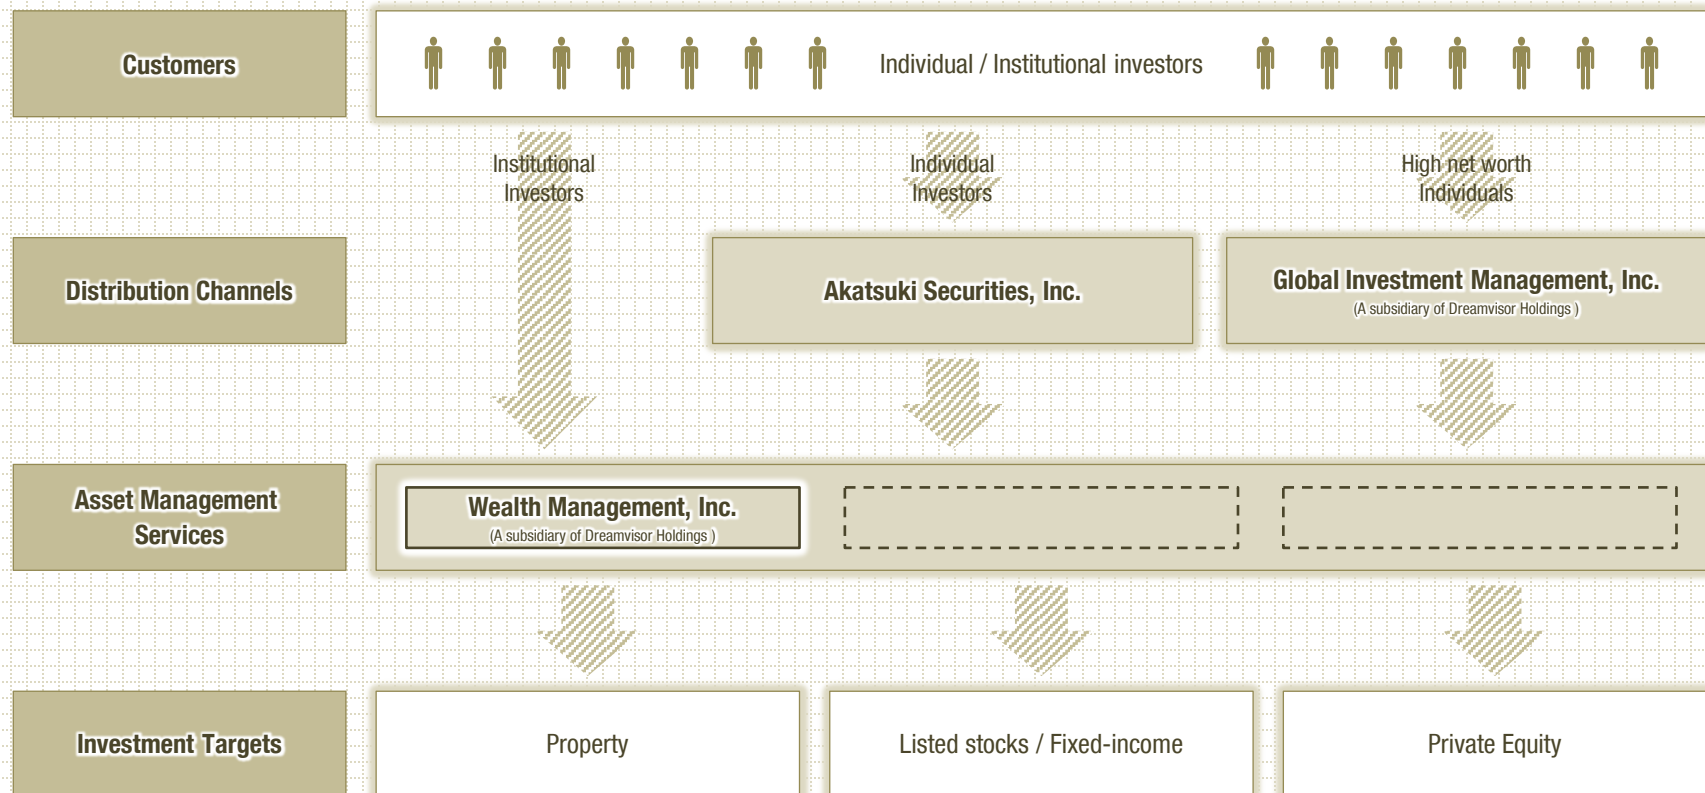 Customers
Individual / Institutional investors
Institutional
Investors
Individual
Investors
High net worth
Individuals
Distribution Channels
Akatsuki Securities, Inc.
Global Investment Management, Inc.
(A subsidiary of Dreamvisor Holdings )
Asset Management
Services
Wealth Management, Inc.
(A subsidiary of Dreamvisor Holdings )
Investment Targets
Property
Listed stocks / Fixed-income
Private Equity